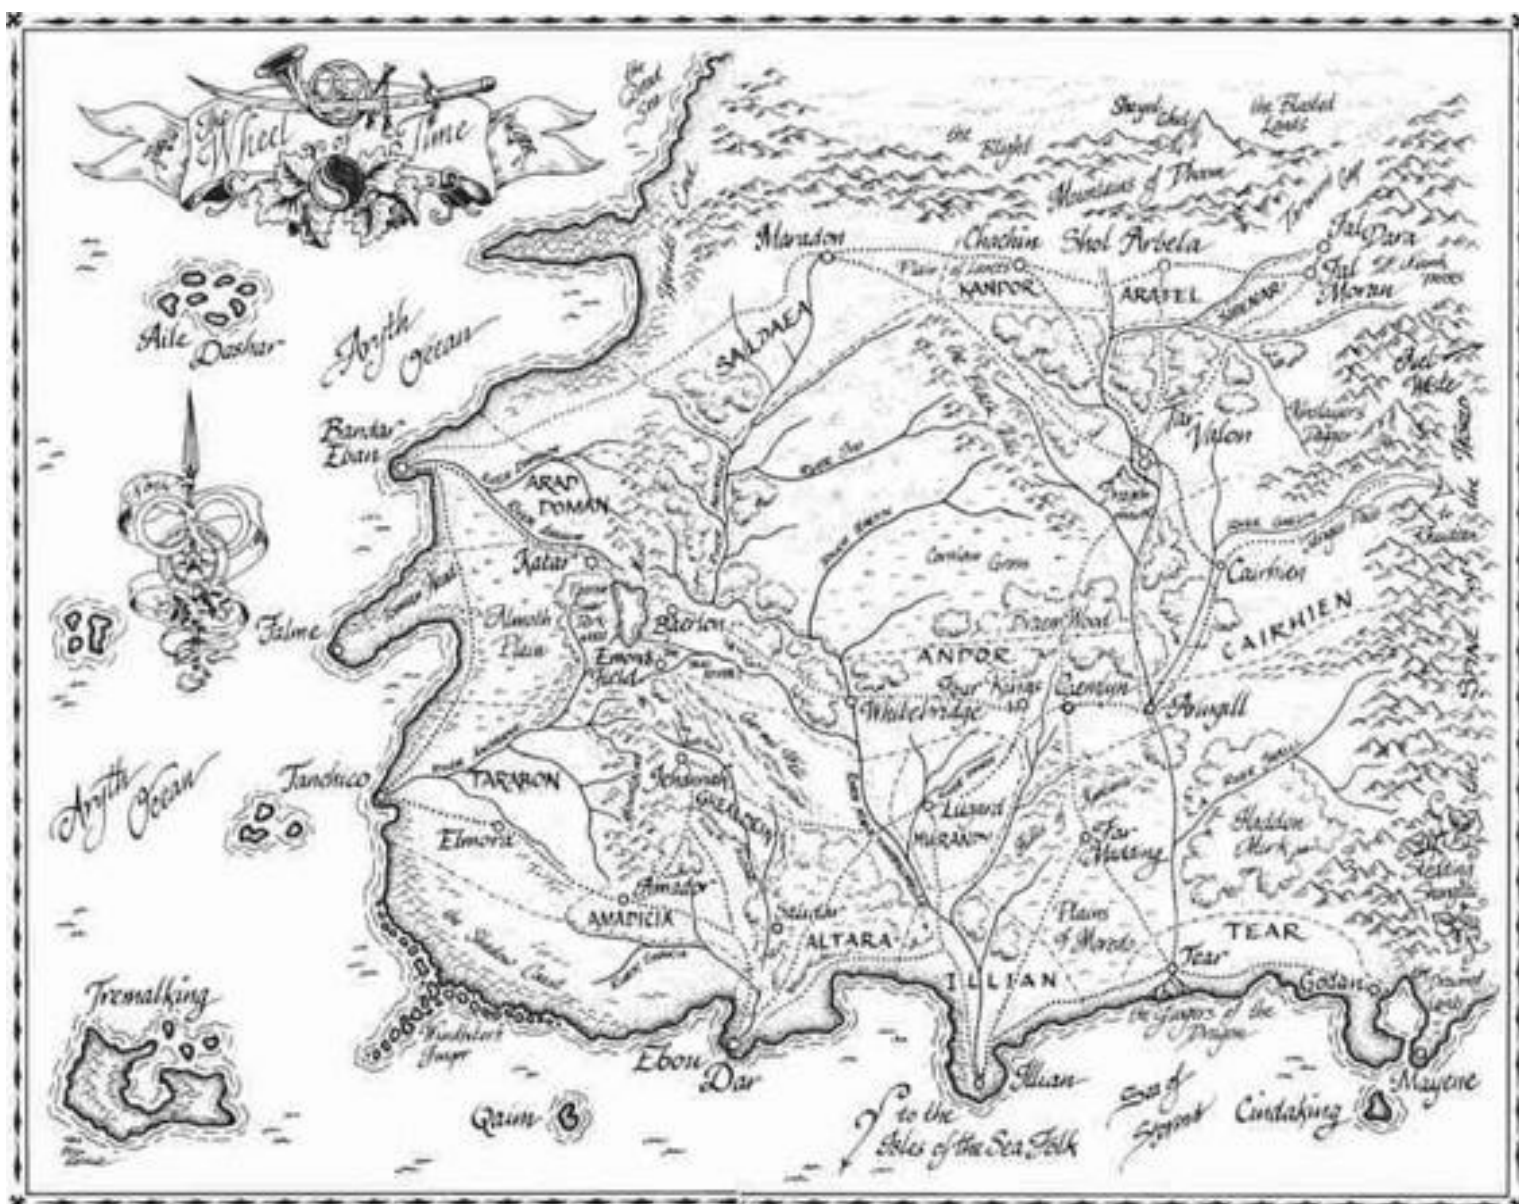 The
Wheel
of
Time
the
Blight
Mountains of Dhoom
the Blasted
Lands
Aile
Dashar
Aryth
Ocean
Maradon
Chachin
Shol Arbela
Fal
Dara
Fal
Moran
Plain of Lances
KANDOR
ARAFEL
SHIENAR
SALDAEA
Tar
Valon
Bandar
Eban
ARAD
DOMAN
Katar
Cairhien
CAIRHIEN
Falme
Almoth
Plain
Baerlon
Emond's
Field
Braem Wood
ANDOR
Four Kings
Caemlyn
Whitebridge
Aringill
Aryth
Ocean
Tanchico
TARABON
Jehannah
GHEALDAN
Elmora
Lugard
MURANDY
Far
Madding
Haddon
Mirk
Amador
AMADICIA
Salidar
ALTARA
Plains
of Maredo
the Shadow Coast
TEAR
Tear
Godan
ILLIAN
the Fingers of the
Dragon
Tremalking
Windbiter's
Finger
Ebou
Dar
Illian
Mayene
Qaim
to the
Isles of the Sea Folk
Sea of
Storms
Cindaking